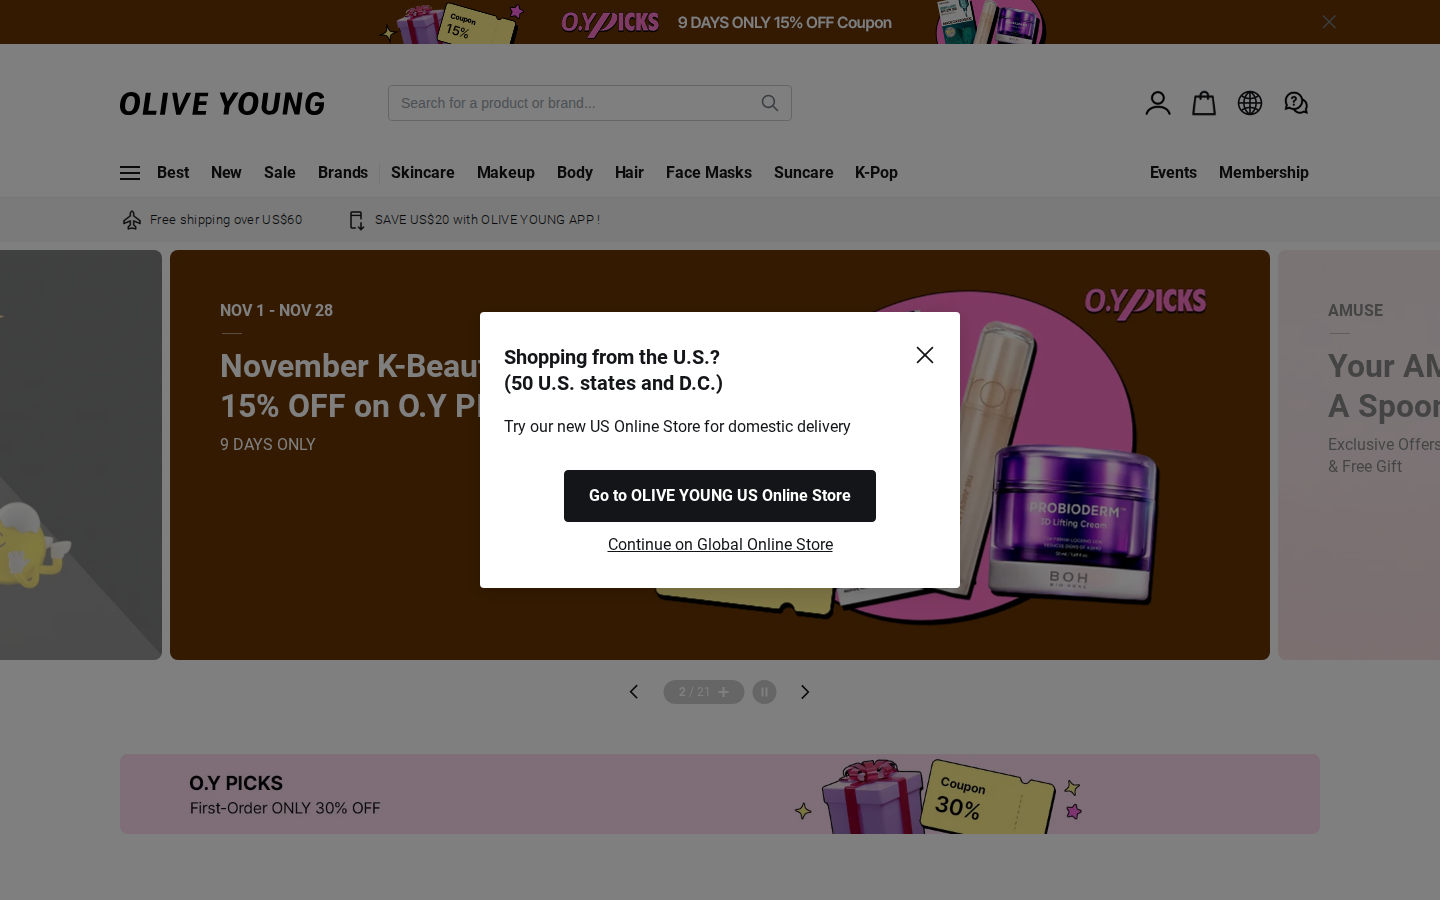 Coupon
15%
O.Y PICKS
9 DAYS ONLY 15% OFF Coupon
OLIVE YOUNG
Search for a product or brand...
Best
New
Sale
Brands
Skincare
Makeup
Body
Hair
Face Masks
Suncare
K-Pop
Events
Membership
Free shipping over US$60
SAVE US$20 with OLIVE YOUNG APP !
NOV 1 - NOV 28
November K-Beau
15% OFF on O.Y P
9 DAYS ONLY
O.Y PICKS
PROBIODERM™
3D Lifting Cream
BOH
BIO HEAL
AMUSE
Your AM
A Spoon
Exclusive Offers
& Free Gift
Shopping from the U.S.?
(50 U.S. states and D.C.)
Try our new US Online Store for domestic delivery
Go to OLIVE YOUNG US Online Store
Continue on Global Online Store
2 / 21
O.Y PICKS
First-Order ONLY 30% OFF
Coupon
30%